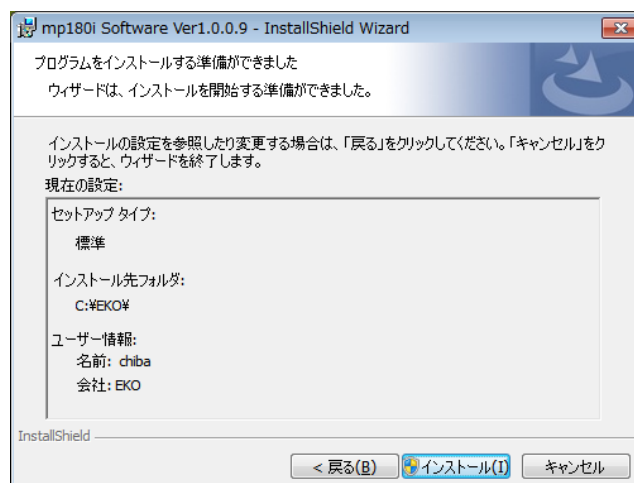 mp180i Software Ver1.0.0.9 - InstallShield Wizard
プログラムをインストールする準備ができました
ウィザードは、インストールを開始する準備ができました。
インストールの設定を参照したり変更する場合は、「戻る」をクリックしてください。「キャンセル」をク
リックすると、ウィザードを終了します。
現在の設定:
セットアップ タイプ:
標準
インストール先フォルダ:
C:¥EKO¥
ユーザー情報:
名前: chiba
会社: EKO
InstallShield
< 戻る(B) インストール(I) キャンセル